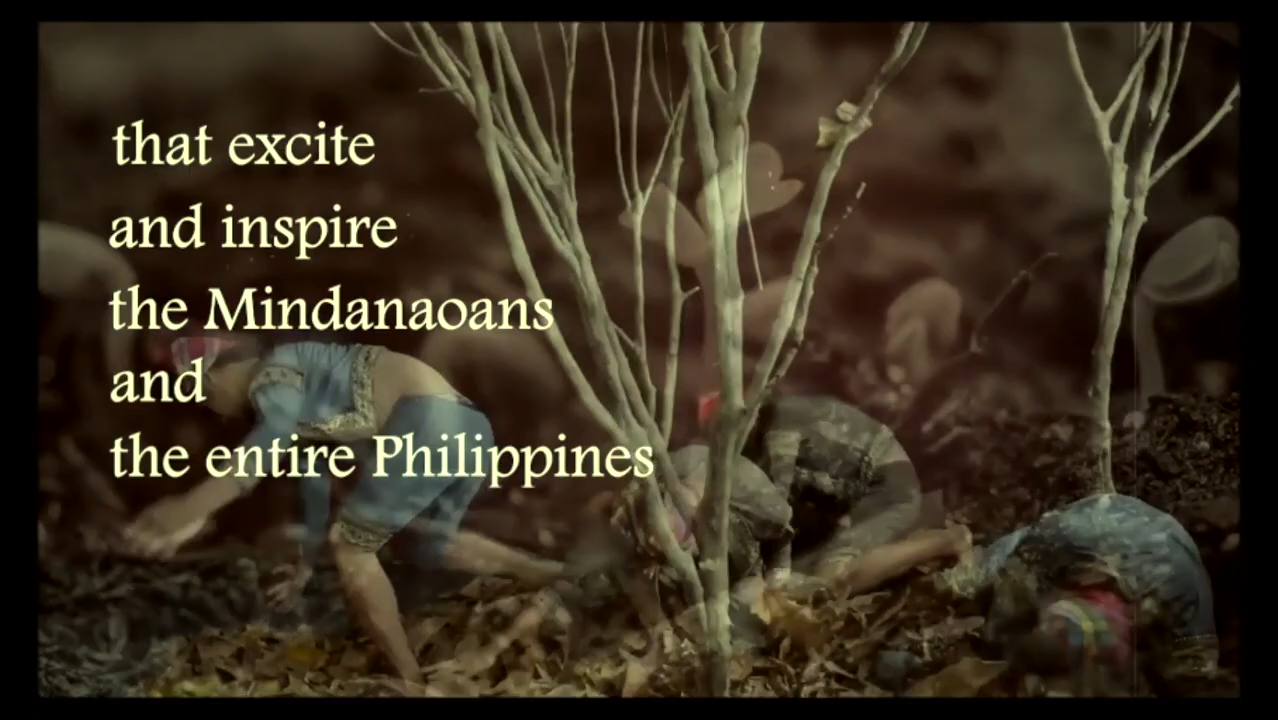 that excite
and inspire
the Mindanaoans
and
the entire Philippines